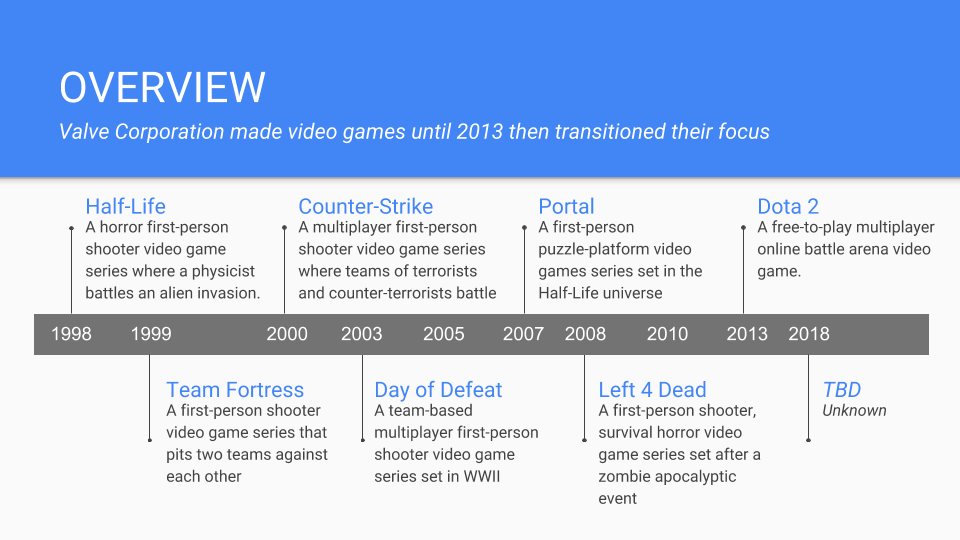 OVERVIEW
Valve Corporation made video games until 2013 then transitioned their focus
Half-Life
A horror first-person
shooter video game
series where a physicist
battles an alien invasion.
Counter-Strike
A multiplayer first-person
shooter video game series
where teams of terrorists
and counter-terrorists battle
Portal
A first-person
puzzle-platform video
games series set in the
Half-Life universe
Dota 2
A free-to-play multiplayer
online battle arena video
game.
1998 1999 2000 2003 2005 2007 2008 2010 2013 2018
Team Fortress
A first-person shooter
video game series that
pits two teams against
each other
Day of Defeat
A team-based
multiplayer first-person
shooter video game
series set in WWII
Left 4 Dead
A first-person shooter,
survival horror video
game series set after a
zombie apocalyptic
event
TBD
Unknown